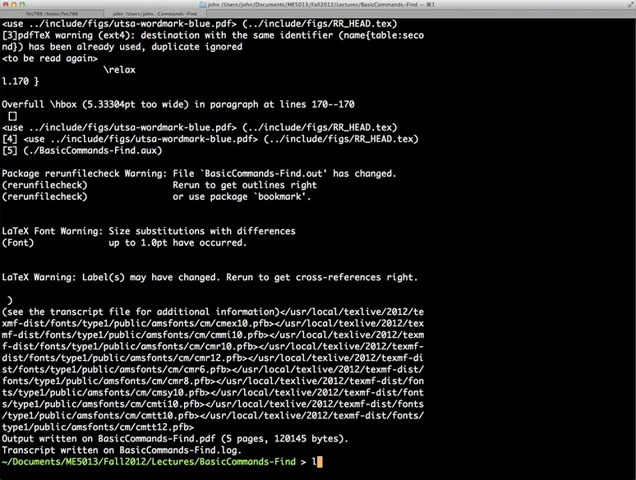 john /Users/john/Documents/ME5013/Fall2012/Lectures/BasicCommands-Find — ⌘1
<use ../include/figs/utsa-wordmark-blue.pdf> (../include/figs/RR_HEAD.tex)
[3]pdfTeX warning (ext4): destination with the same identifier (name{table:seco
nd}) has been already used, duplicate ignored
<to be read again>
\relax
l.170 }
Overfull \hbox (5.33304pt too wide) in paragraph at lines 170--170
[]
<use ../include/figs/utsa-wordmark-blue.pdf> (../include/figs/RR_HEAD.tex)
[4] <use ../include/figs/utsa-wordmark-blue.pdf> (../include/figs/RR_HEAD.tex)
[5] (./BasicCommands-Find.aux)
Package rerunfilecheck Warning: File `BasicCommands-Find.out' has changed.
(rerunfilecheck) Rerun to get outlines right
(rerunfilecheck) or use package `bookmark'.
LaTeX Font Warning: Size substitutions with differences
(Font) up to 1.0pt have occurred.
LaTeX Warning: Label(s) may have changed. Rerun to get cross-references right.
)
(see the transcript file for additional information)</usr/local/texlive/2012/te
xmf-dist/fonts/type1/public/amsfonts/cm/cmex10.pfb></usr/local/texlive/2012/tex
mf-dist/fonts/type1/public/amsfonts/cm/cmmi10.pfb></usr/local/texlive/2012/texm
f-dist/fonts/type1/public/amsfonts/cm/cmr10.pfb></usr/local/texlive/2012/texmf-
dist/fonts/type1/public/amsfonts/cm/cmr12.pfb></usr/local/texlive/2012/texmf-di
st/fonts/type1/public/amsfonts/cm/cmr6.pfb></usr/local/texlive/2012/texmf-dist/
fonts/type1/public/amsfonts/cm/cmr8.pfb></usr/local/texlive/2012/texmf-dist/fon
ts/type1/public/amsfonts/cm/cmsy10.pfb></usr/local/texlive/2012/texmf-dist/font
s/type1/public/amsfonts/cm/cmti10.pfb></usr/local/texlive/2012/texmf-dist/fonts
/type1/public/amsfonts/cm/cmtt10.pfb></usr/local/texlive/2012/texmf-dist/fonts/
type1/public/amsfonts/cm/cmtt12.pfb>
Output written on BasicCommands-Find.pdf (5 pages, 120145 bytes).
Transcript written on BasicCommands-Find.log.
~/Documents/ME5013/Fall2012/Lectures/BasicCommands-Find > l